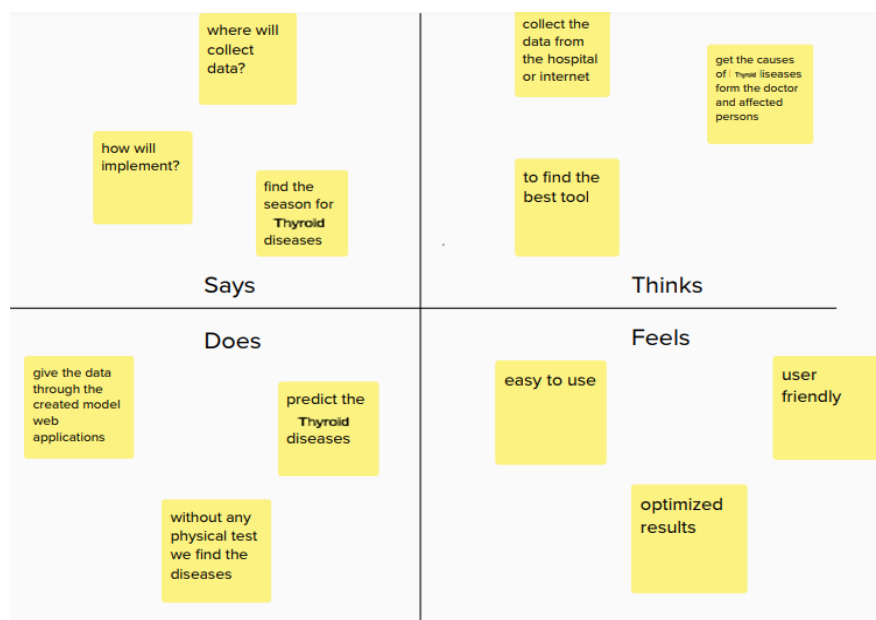 where will
collect
data?
how will
implement?
find the
season for
Thyroid
diseases
Says
collect the
data from
the hospital
or internet
get the causes
of Thyroid iseases
form the doctor
and affected
persons
to find the
best tool
Thinks
Does
give the data
through the
created model
web
applications
predict the
Thyroid
diseases
without any
physical test
we find the
diseases
Feels
easy to use
user
friendly
optimized
results